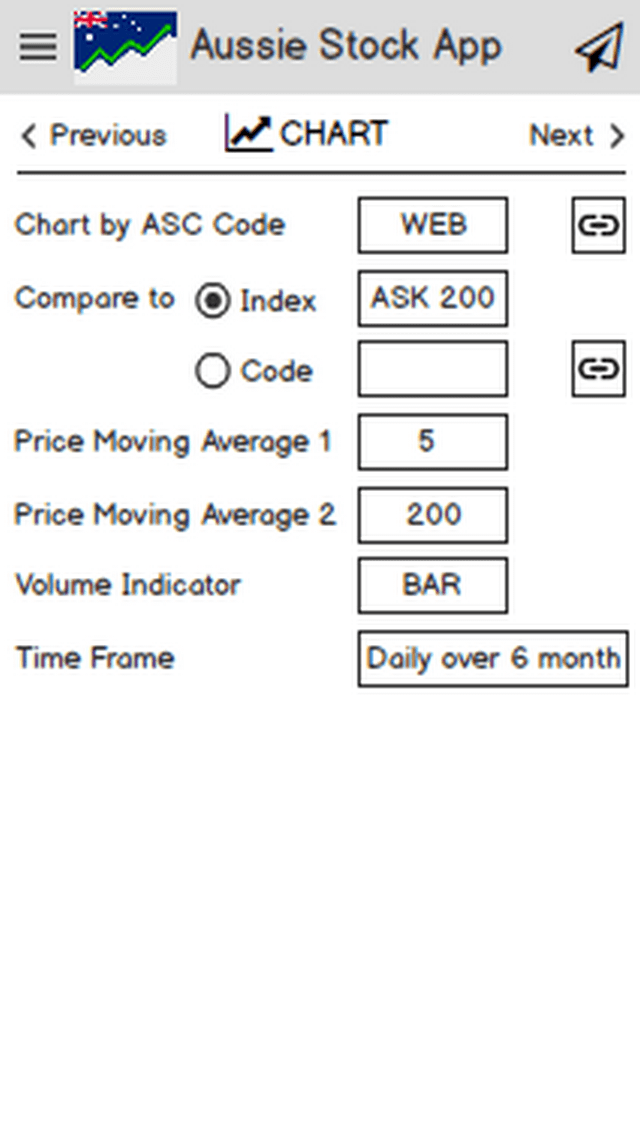 Aussie Stock App
Previous CHART Next
Chart by ASC Code WEB
Compare to Index ASK 200
Code
Price Moving Average 1 5
Price Moving Average 2 200
Volume Indicator BAR
Time Frame Daily over 6 month